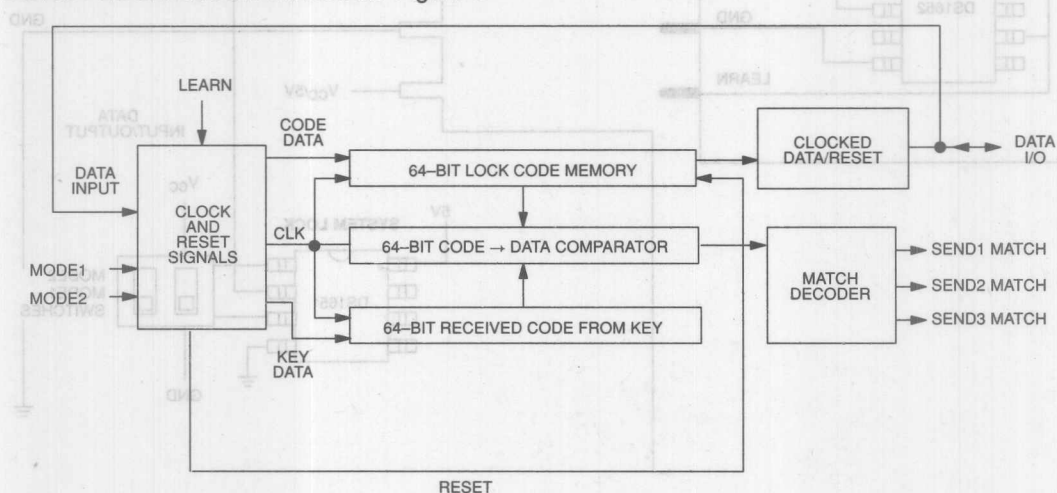 LEARN
CODE
DATA
DATA
INPUT
CLOCK
AND
RESET
SIGNALS
CLK
MODE1
MODE2
KEY
DATA
64–BIT LOCK CODE MEMORY
64–BIT CODE → DATA COMPARATOR
64–BIT RECEIVED CODE FROM KEY
CLOCKED
DATA/RESET
DATA
I/O
MATCH
DECODER
SEND1 MATCH
SEND2 MATCH
SEND3 MATCH
RESET